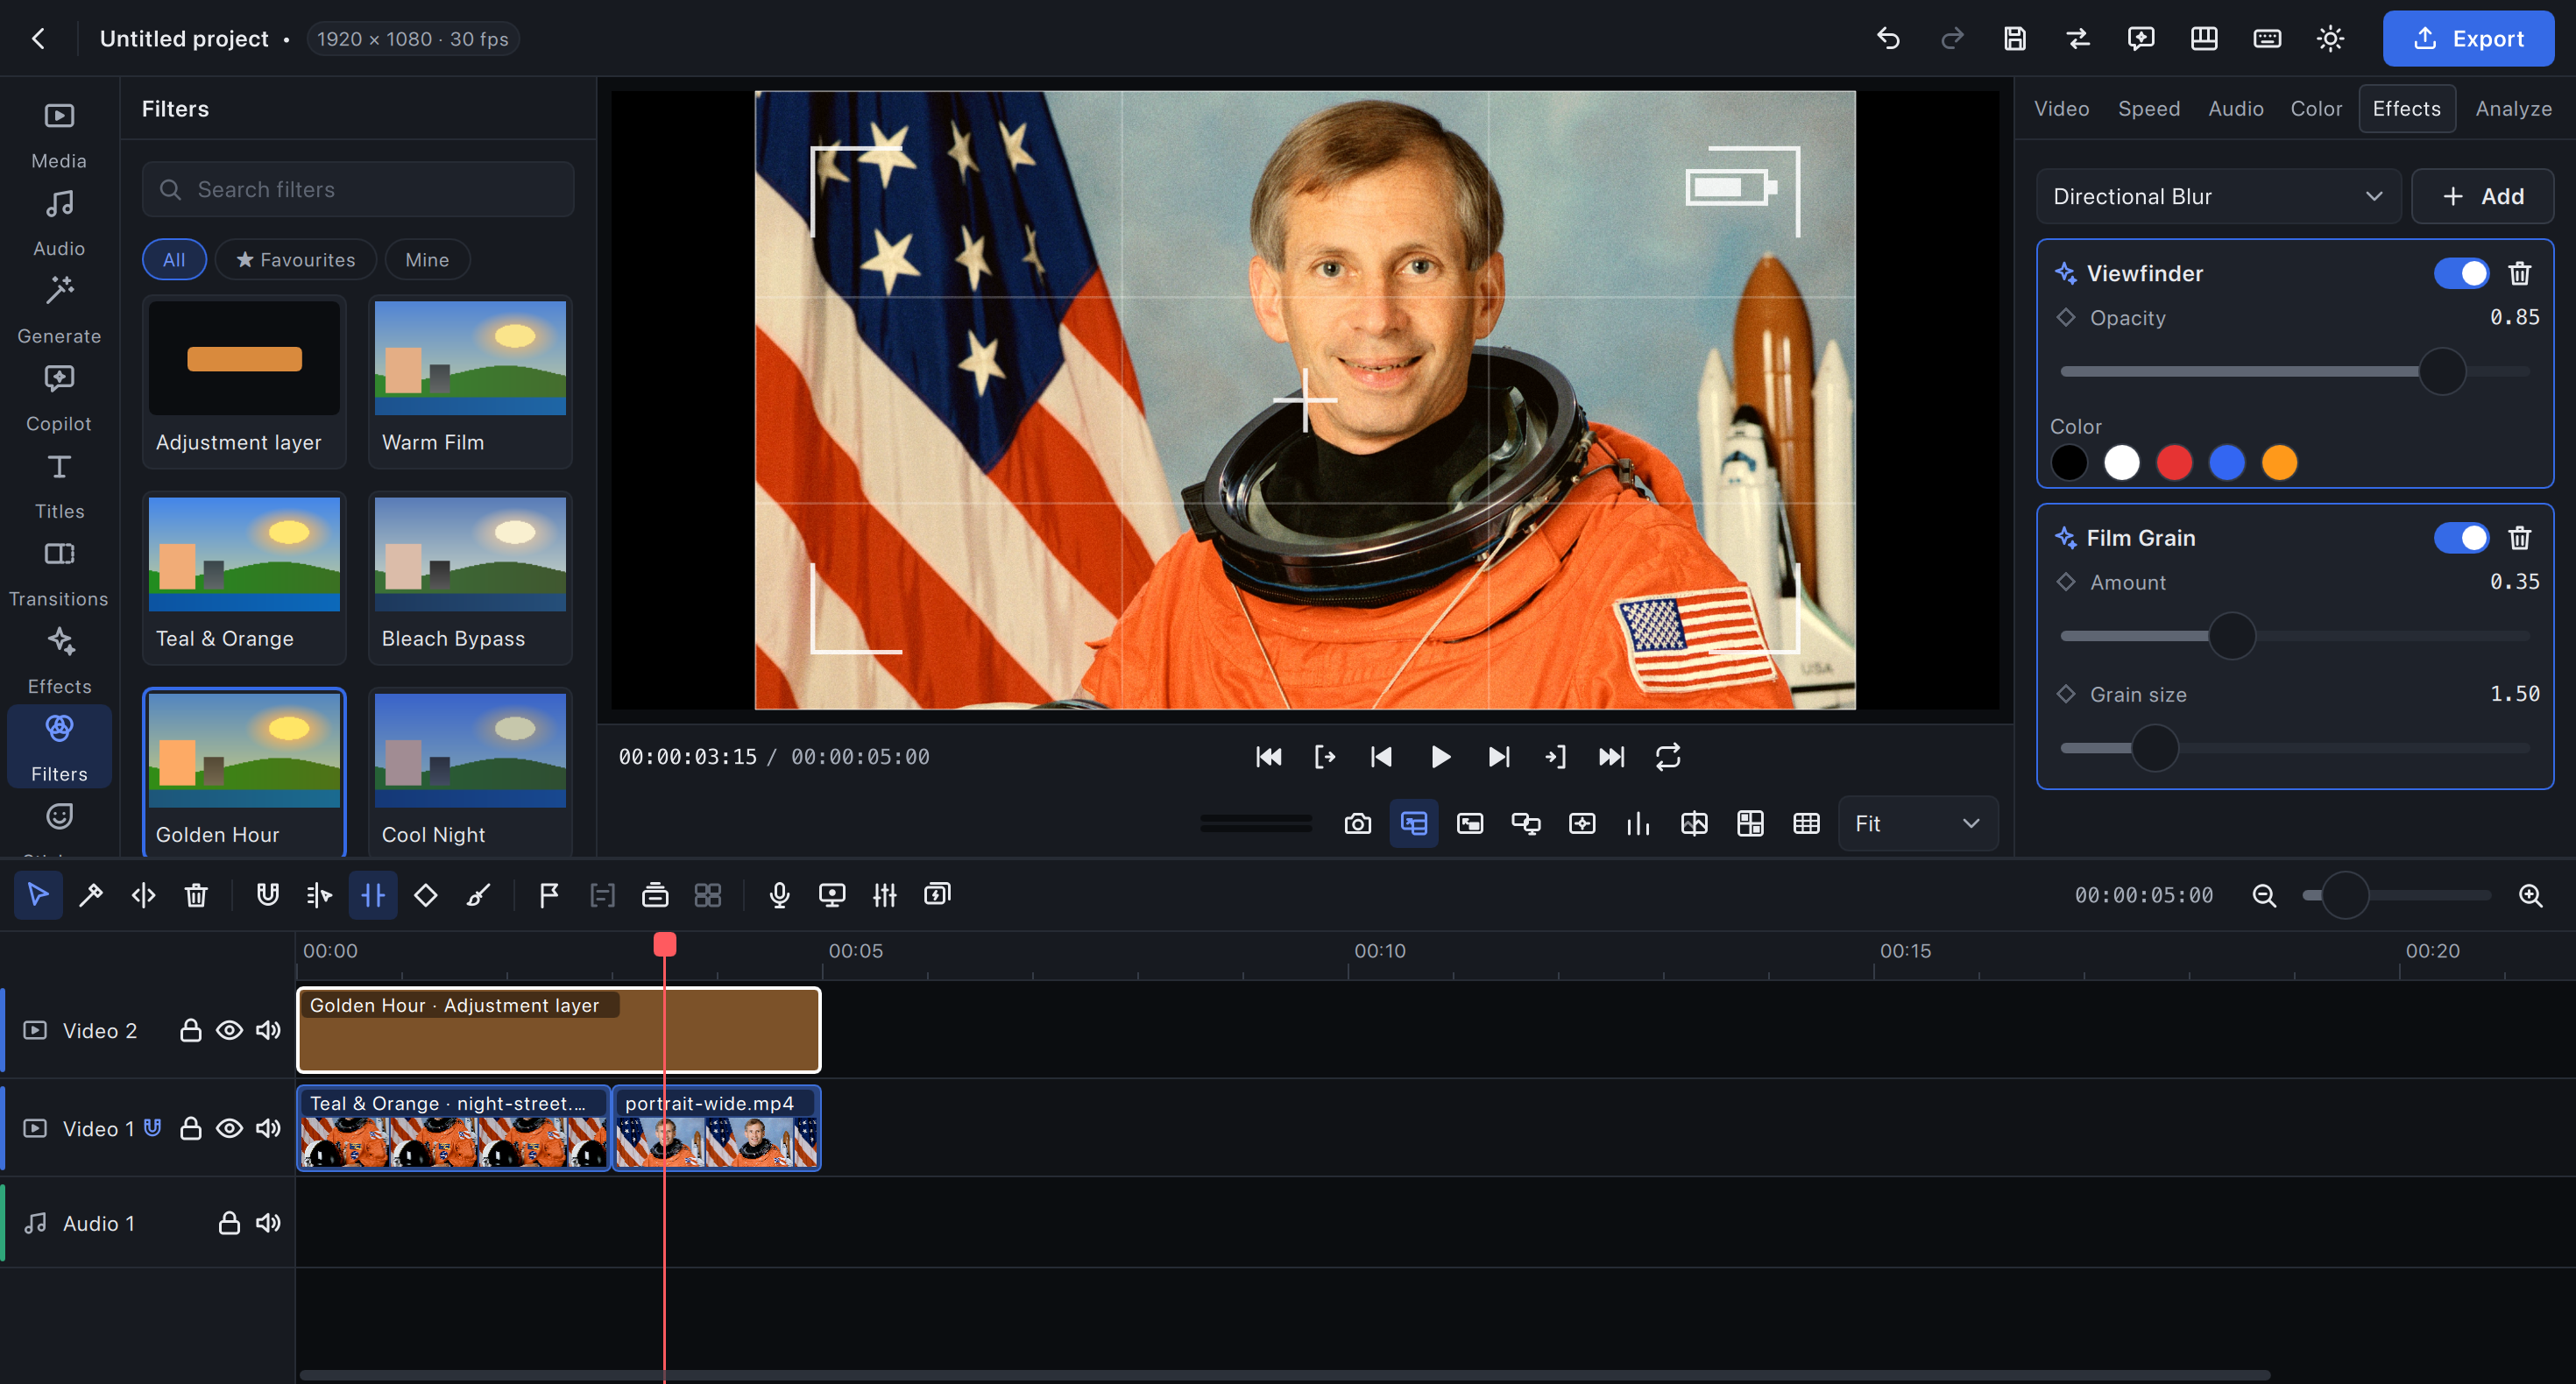 Untitled project • 1920 × 1080 · 30 fps
Export
Media
Audio
Generate
Copilot
Titles
Transitions
Effects
Filters
Filters
Search filters
All
★ Favourites
Mine
Adjustment layer
Warm Film
Teal & Orange
Bleach Bypass
Golden Hour
Cool Night
USA
00:00:03:15 / 00:00:05:00
Fit
Video
Speed
Audio
Color
Effects
Analyze
Directional Blur
Add
Viewfinder
Opacity
0.85
Color
Film Grain
Amount
0.35
Grain size
1.50
00:00:05:00
00:00
00:05
00:10
00:15
00:20
Video 2
Golden Hour · Adjustment layer
Video 1
Teal & Orange · night-street....
portrait-wide.mp4
Audio 1